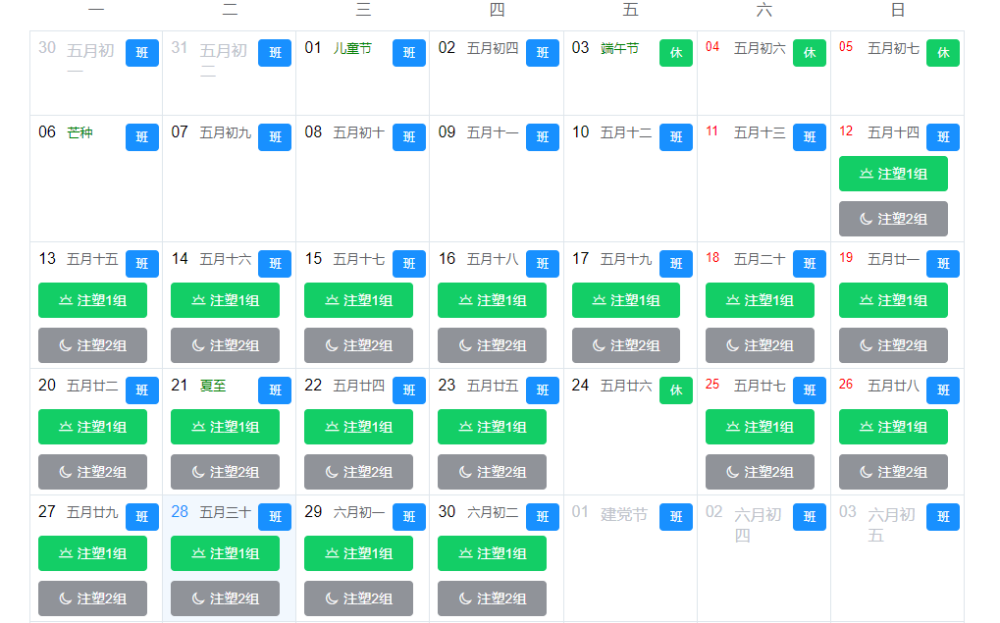 一 二 三 四 五 六 日
30 五月初一 班 31 五月初二 班 01 儿童节 班 02 五月初四 班 03 端午节 休 04 五月初六 休 05 五月初七 休
06 芒种 班 07 五月初九 班 08 五月初十 班 09 五月十一 班 10 五月十二 班 11 五月十三 班 12 五月十四 班
注塑1组
注塑2组
13 五月十五 班 14 五月十六 班 15 五月十七 班 16 五月十八 班 17 五月十九 班 18 五月二十 班 19 五月廿一 班
注塑1组 注塑1组 注塑1组 注塑1组 注塑1组 注塑1组 注塑1组
注塑2组 注塑2组 注塑2组 注塑2组 注塑2组 注塑2组 注塑2组
20 五月廿二 班 21 夏至 班 22 五月廿四 班 23 五月廿五 班 24 五月廿六 休 25 五月廿七 班 26 五月廿八 班
注塑1组 注塑1组 注塑1组 注塑1组 注塑1组 注塑1组
注塑2组 注塑2组 注塑2组 注塑2组 注塑2组 注塑2组
27 五月廿九 班 28 五月三十 班 29 六月初一 班 30 六月初二 班 01 建党节 班 02 六月初四 班 03 六月初五 班
注塑1组 注塑1组 注塑1组 注塑1组
注塑2组 注塑2组 注塑2组 注塑2组